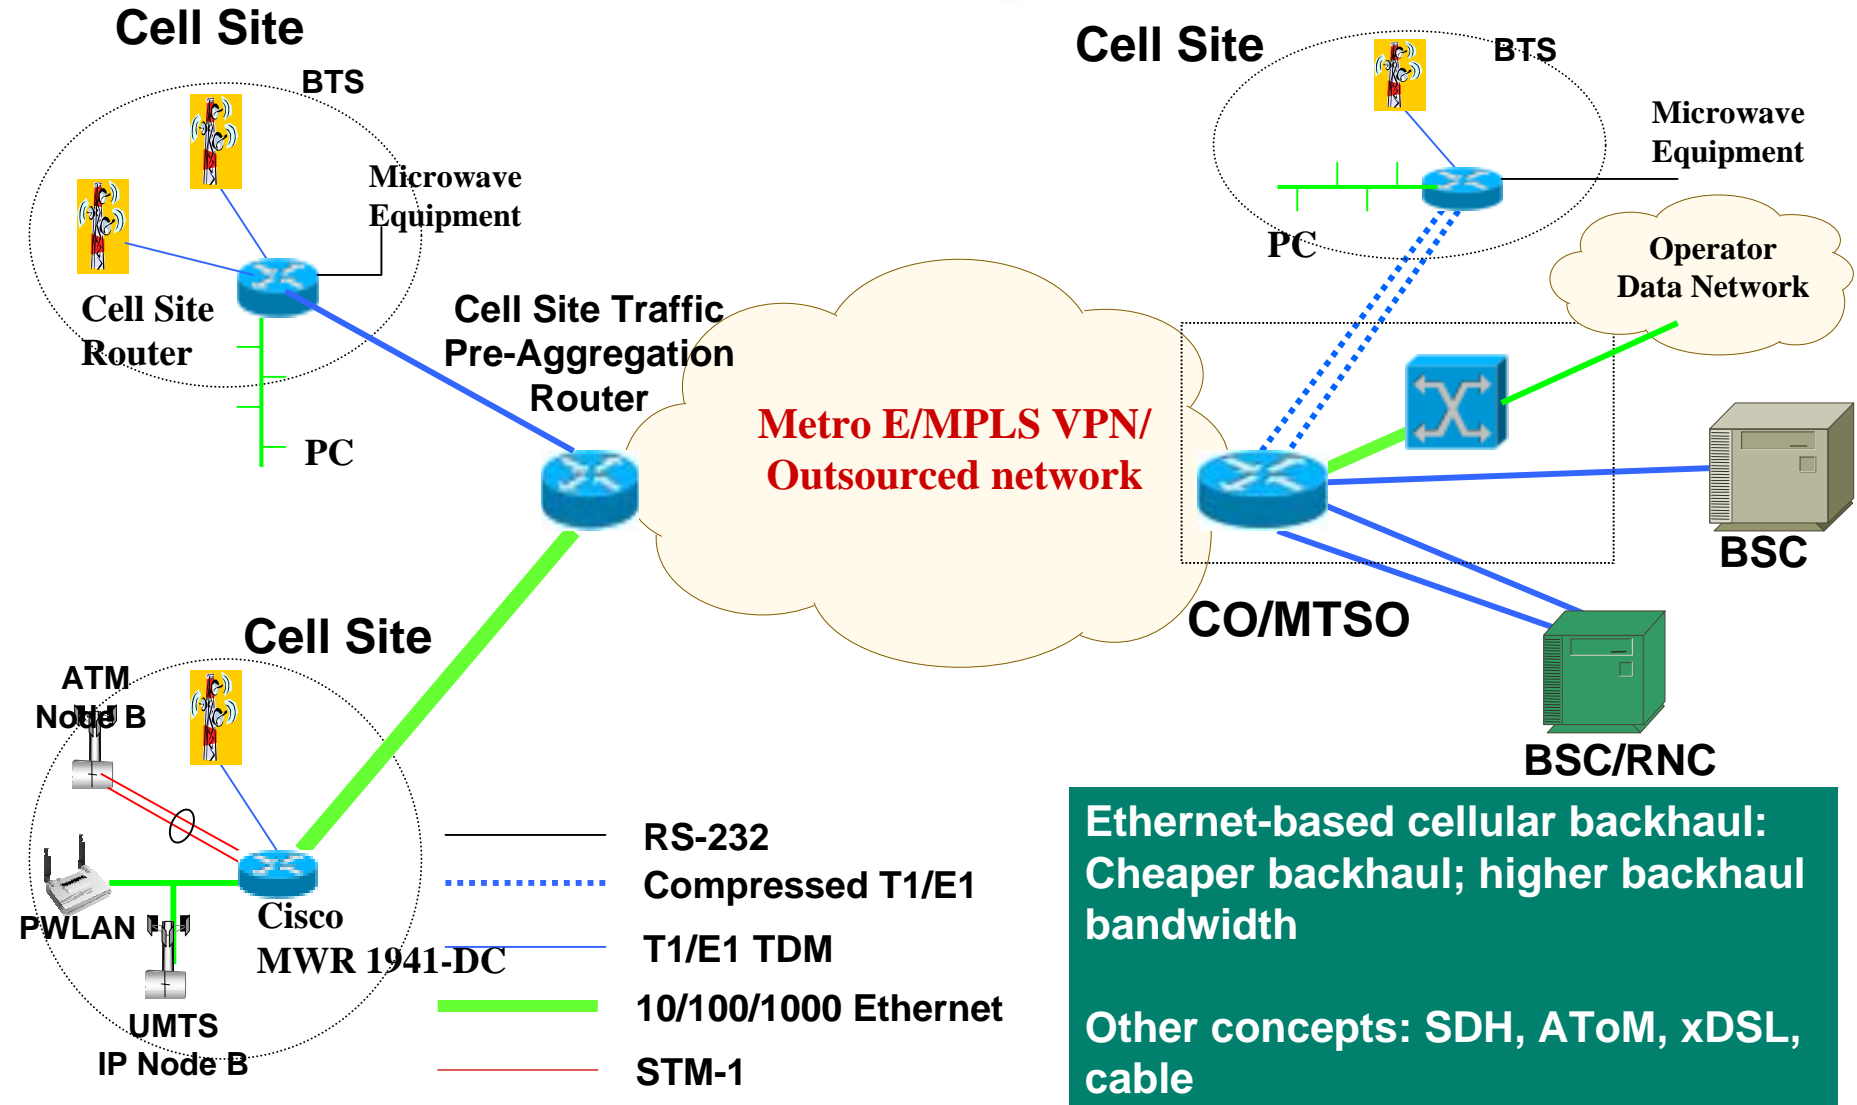 Cell Site
BTS
Microwave
Equipment
Cell Site
Router
PC
Cell Site Traffic
Pre-Aggregation
Router
Metro E/MPLS VPN/
Outsourced network
Cell Site
BTS
Microwave
Equipment
PC
Operator
Data Network
BSC
CO/MTSO
BSC/RNC
Cell Site
ATM
Node B
PWLAN
Cisco
MWR 1941-DC
UMTS
IP Node B
RS-232
Compressed T1/E1
T1/E1 TDM
10/100/1000 Ethernet
STM-1
Ethernet-based cellular backhaul:
Cheaper backhaul; higher backhaul
bandwidth
Other concepts: SDH, AToM, xDSL,
cable